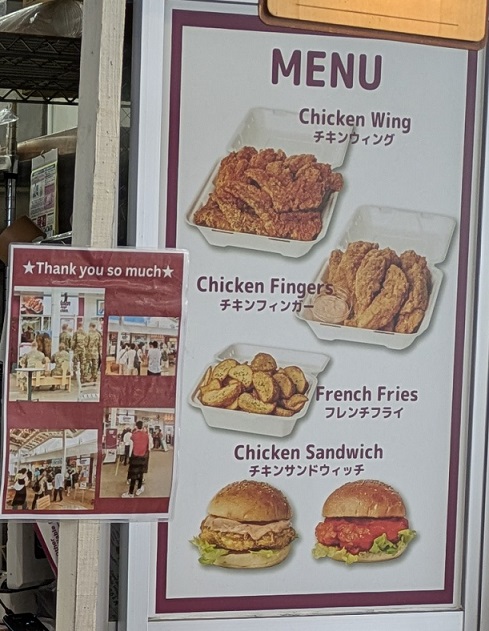 MENU
Chicken Wing
チキンウィング
Chicken Fingers
チキンフィンガー
French Fries
フレンチフライ
Chicken Sandwich
チキンサンドウィッチ
★Thank you so much★